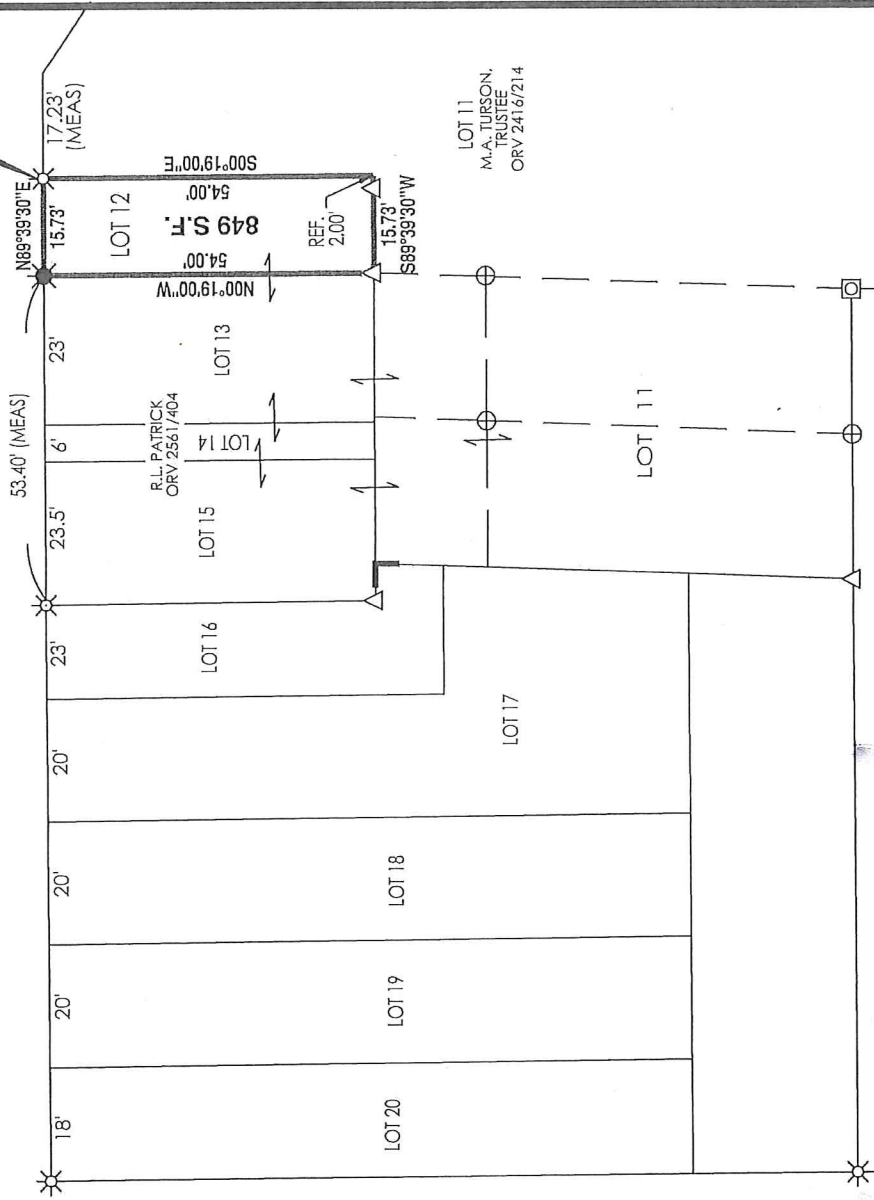 53.40' (MEAS)
N89°39'30"E
15.73'
17.23'
(MEAS)
18'
20'
20'
20'
23'
23.5'
6'
23'
LOT 12
849 S.F.
54.00'
S00°19'00"E
54.00'
N00°19'00"W
REF.
2.00'
15.73'
S89°39'30"W
LOT 11
M.A. TURSON,
TRUSTEE
ORV 2416/214
LOT 13
R.L. PATRICK
ORV 2561/404
LOT 14
LOT 15
LOT 16
LOT 17
LOT 18
LOT 19
LOT 20
LOT 11